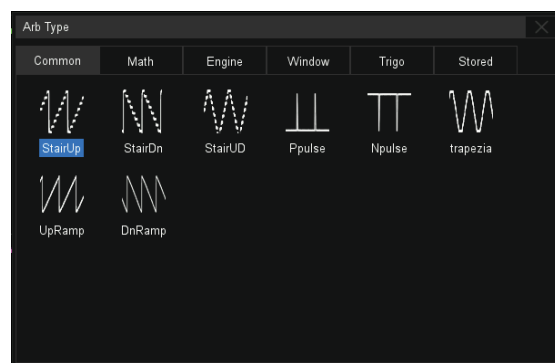 Arb Type
Common Math Engine Window Trigo Stored
StairUp StairDn StairUD Ppulse Npulse trapezia
UpRamp DnRamp